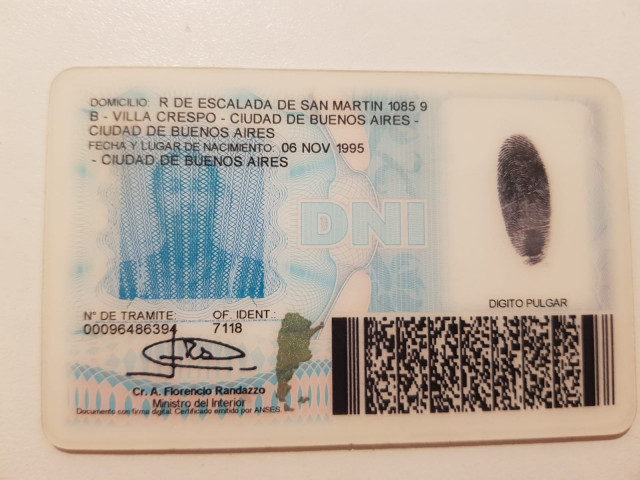 DOMICILIO: R DE ESCALADA DE SAN MARTIN 1085 9
B - VILLA CRESPO - CIUDAD DE BUENOS AIRES -
CIUDAD DE BUENOS AIRES
FECHA Y LUGAR DE NACIMIENTO: 06 NOV 1995
- CIUDAD DE BUENOS AIRES
DNI
DIGITO PULGAR
Nº DE TRAMITE: OF. IDENT.:
00096486394 7118
Cr. A. Florencio Randazzo
Ministro del Interior
Documento con firma digital. Certificado emitido por ANSES